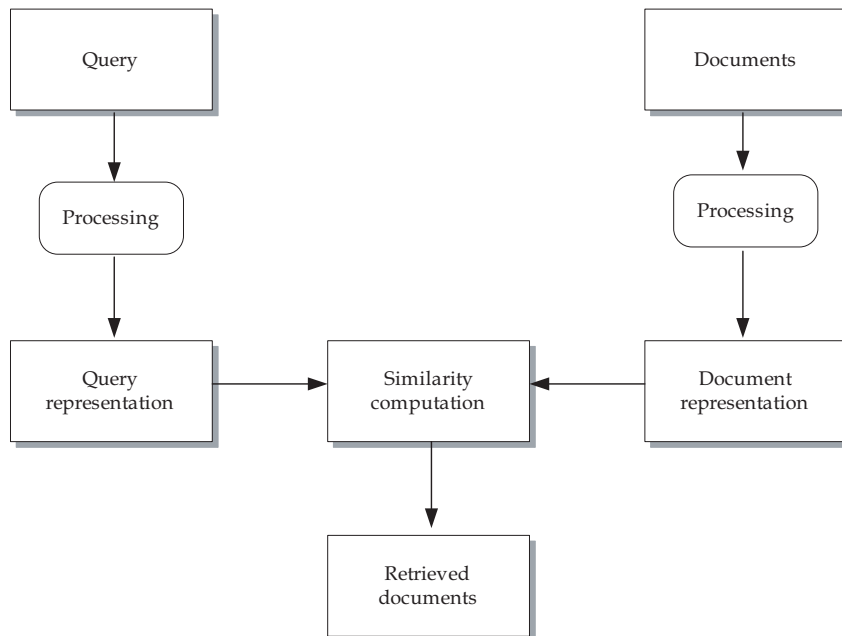 Query
Documents
Processing
Processing
Query
representation
Similarity
computation
Document
representation
Retrieved
documents